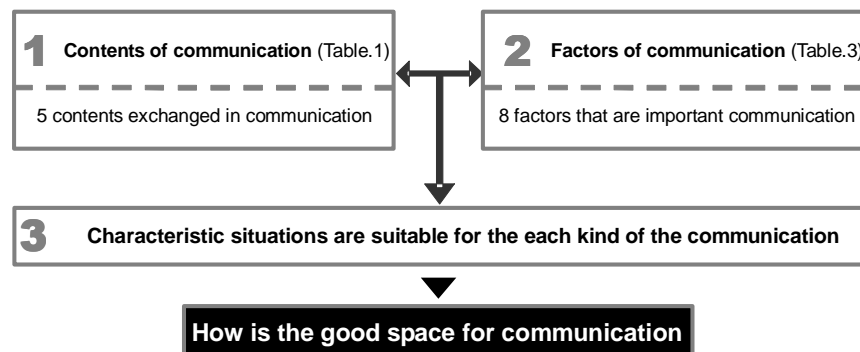 1 Contents of communication (Table.1)
5 contents exchanged in communication
2 Factors of communication (Table.3)
8 factors that are important communication
3 Characteristic situations are suitable for the each kind of the communication
How is the good space for communication